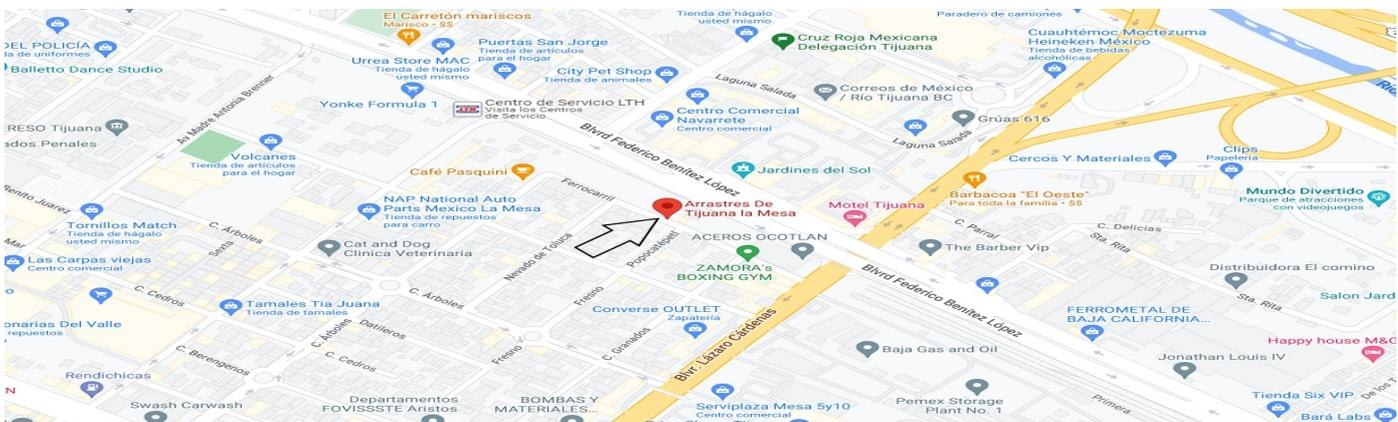 El Carretón mariscos
Marisco • $$
Tienda de hágalo
usted mismo
Paradero de camiones
DEL POLICÍA
da de uniformes
Balletto Dance Studio
Urrea Store MAC
Tienda de hágalo
usted mismo
Puertas San Jorge
Tienda de artículos
para el hogar
City Pet Shop
Tienda de animales
Cruz Roja Mexicana
Delegación Tijuana
Cuauhtémoc Moctezuma
Heineken México
Tienda de bebidas
alcohólicas
Yonke Formula 1
LTH
Centro de Servicio LTH
Visita los Centros
de Servicio
Laguna Salada
Correos de México
/ Río Tijuana BC
Av Madre Antonia Brenner
Centro Comercial
Navarrete
Centro comercial
Grúas 616
Laguna Salada
ERESO Tijuana
ados Penales
Volcanes
Tienda de artículos
para el hogar
Blvrd Federico Benítez López
Cercos Y Materiales
Clips
Papelería
Café Pasquini
Ferrocarril
Jardines del Sol
Barbacoa "El Oeste"
Para toda la familia • $$
Mundo Divertido
Parque de atracciones
con videojuegos
Benito Juarez
Tornillos Match
Tienda de hágalo
usted mismo
NAP National Auto
Parts Mexico La Mesa
Tienda de repuestos
para carro
Arrastres De
Tijuana la Mesa
Motel Tijuana
C. Parral
C. Delicias
Sta. Rita
Mar
Sexta
C. Árboles
Cat and Dog
Clinica Veterinaria
Nevado de Toluca
Popocatépetl
ACEROS OCOTLAN
The Barber Vip
Las Carpas viejas
Centro comercial
ZAMORA's
BOXING GYM
Blvrd Federico Benítez López
Distribuidora El comino
Sta. Rita
Salon Jard
C. Cedros
Tamales Tia Juana
Tienda de tamales
C. Árboles
Fresno
Converse OUTLET
Zapatería
FERROMETAL DE
BAJA CALIFORNIA...
onarias Del Valle
repuestos
C. Árboles
Datileros
C. Berengenos
C. Cedros
Fresno
C. Granados
Blvr. Lázaro Cárdenas
Baja Gas and Oil
Happy house M&G
Jonathan Louis IV
Rendichicas
Swash Carwash
Departamentos
FOVISSSTE Aristos
BOMBAS Y
MATERIALES...
Serviplaza Mesa 5y10
Centro comercial
Pemex Storage
Plant No. 1
Primera
Tienda Six VIP
Bará Labs